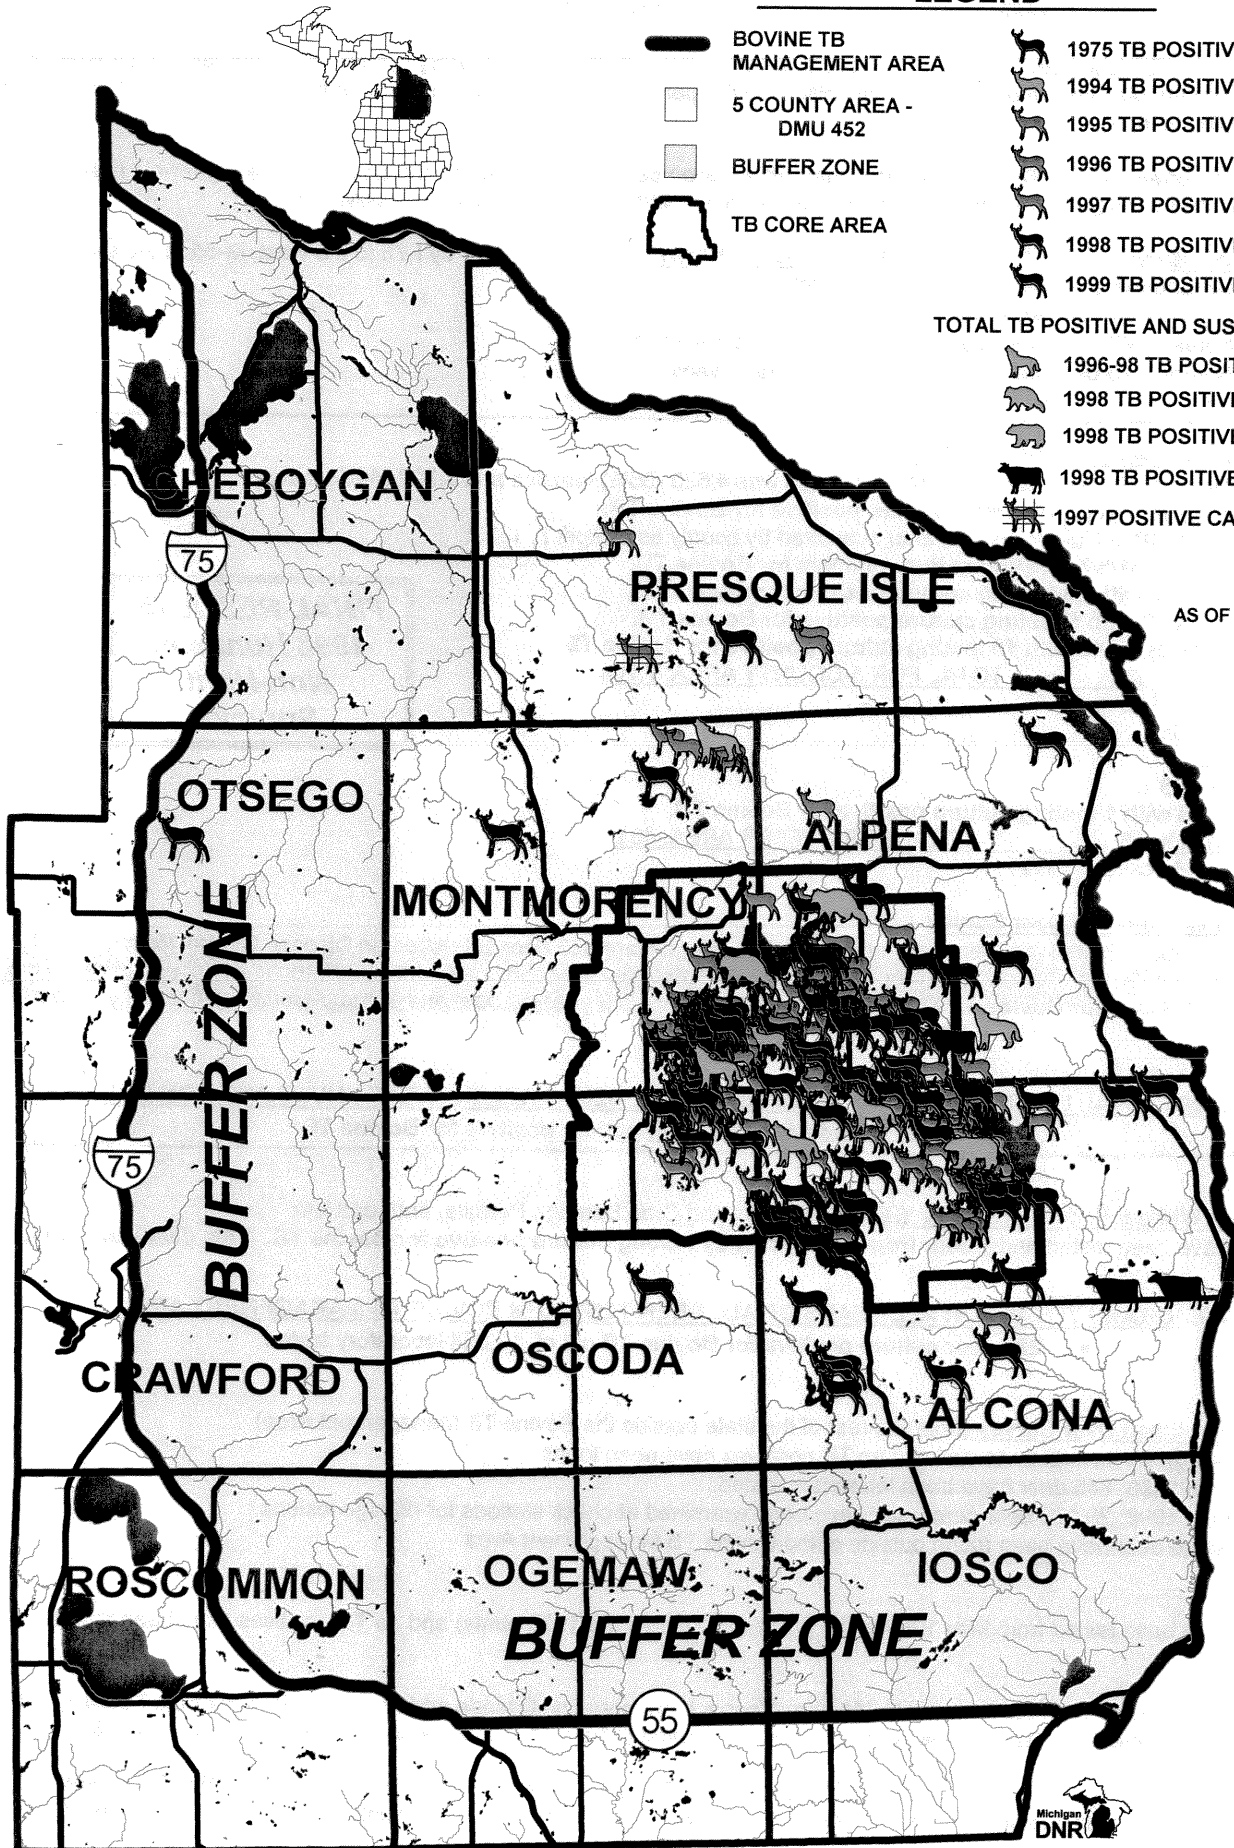 BOVINE TB
MANAGEMENT AREA
5 COUNTY AREA -
DMU 452
BUFFER ZONE
TB CORE AREA
1975 TB POSITIV
1994 TB POSITIV
1995 TB POSITIV
1996 TB POSITIV
1997 TB POSITIV
1998 TB POSITIV
1999 TB POSITIV
TOTAL TB POSITIVE AND SUS
1996-98 TB POSIT
1998 TB POSITIVE
1998 TB POSITIVE
1998 TB POSITIVE
1997 POSITIVE CA
AS OF
CHEBOYGAN
75
PRESQUE ISLE
OTSEGO
ALPENA
MONTMORENCY
BUFFER ZONE
75
CRAWFORD
OSCODA
ALCONA
ROSCOMMON
OGEMAW
IOSCO
BUFFER ZONE
55
Michigan
DNR